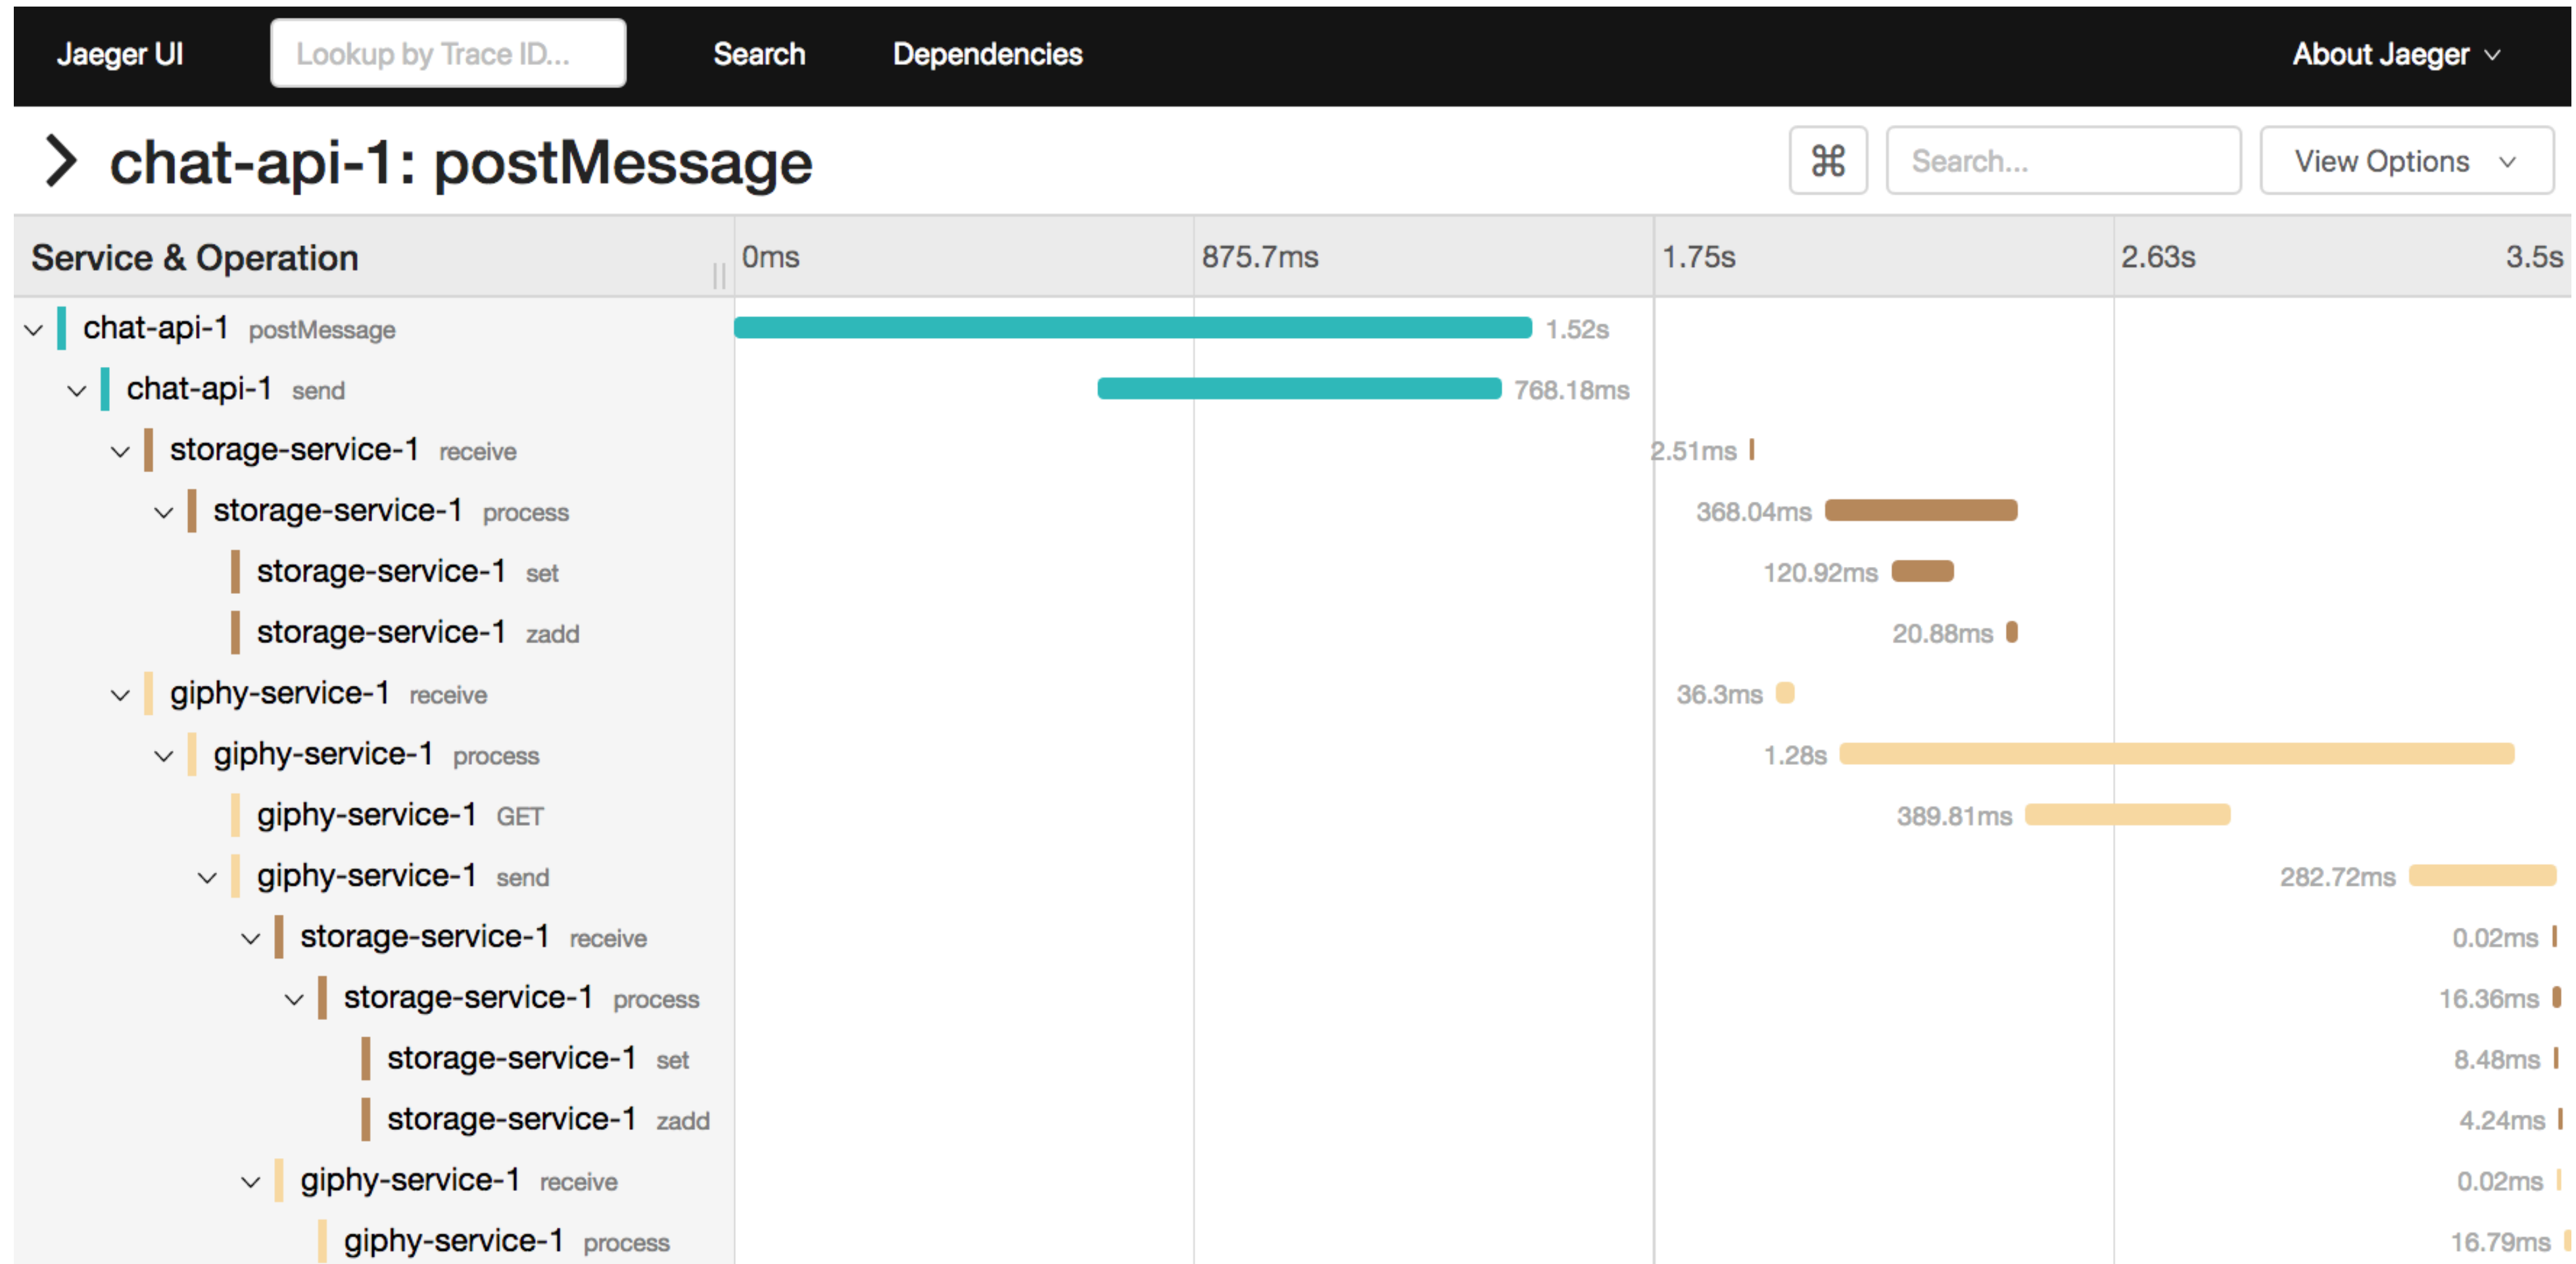 Jaeger UI Lookup by Trace ID... Search Dependencies About Jaeger
chat-api-1: postMessage ⌘ Search... View Options
Service & Operation 0ms 875.7ms 1.75s 2.63s 3.5s
chat-api-1 postMessage 1.52s
chat-api-1 send 768.18ms
storage-service-1 receive 2.51ms
storage-service-1 process 368.04ms
storage-service-1 set 120.92ms
storage-service-1 zadd 20.88ms
giphy-service-1 receive 36.3ms
giphy-service-1 process 1.28s
giphy-service-1 GET 389.81ms
giphy-service-1 send 282.72ms
storage-service-1 receive 0.02ms
storage-service-1 process 16.36ms
storage-service-1 set 8.48ms
storage-service-1 zadd 4.24ms
giphy-service-1 receive 0.02ms
giphy-service-1 process 16.79ms